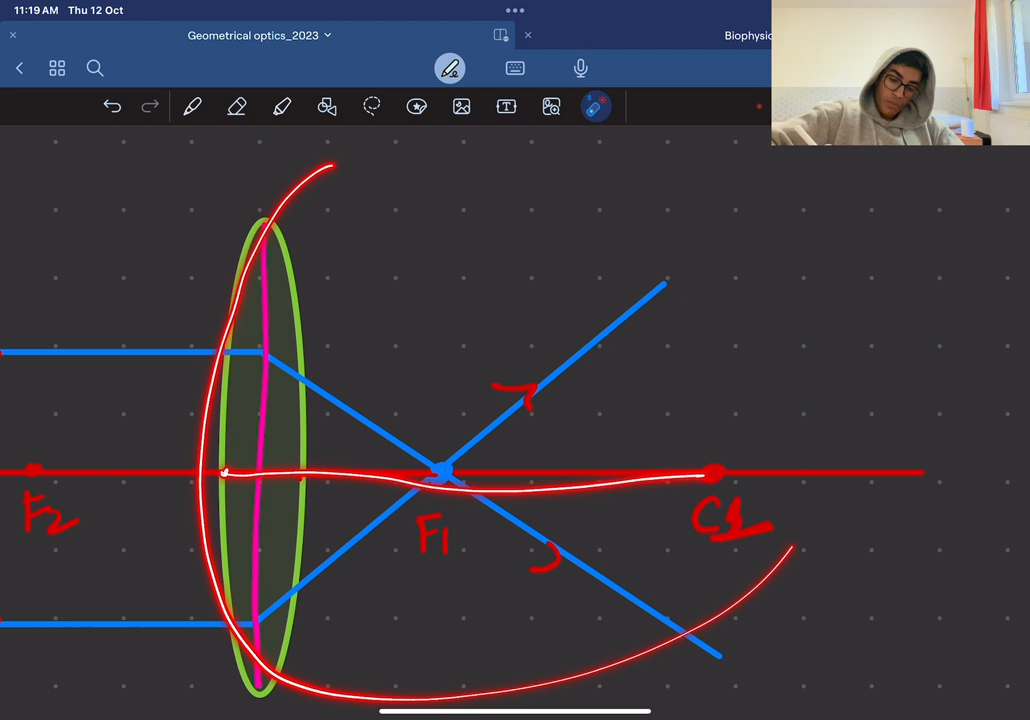 11:19 AM Thu 12 Oct
Geometrical optics_2023
Biophysic
F2
F1
C1